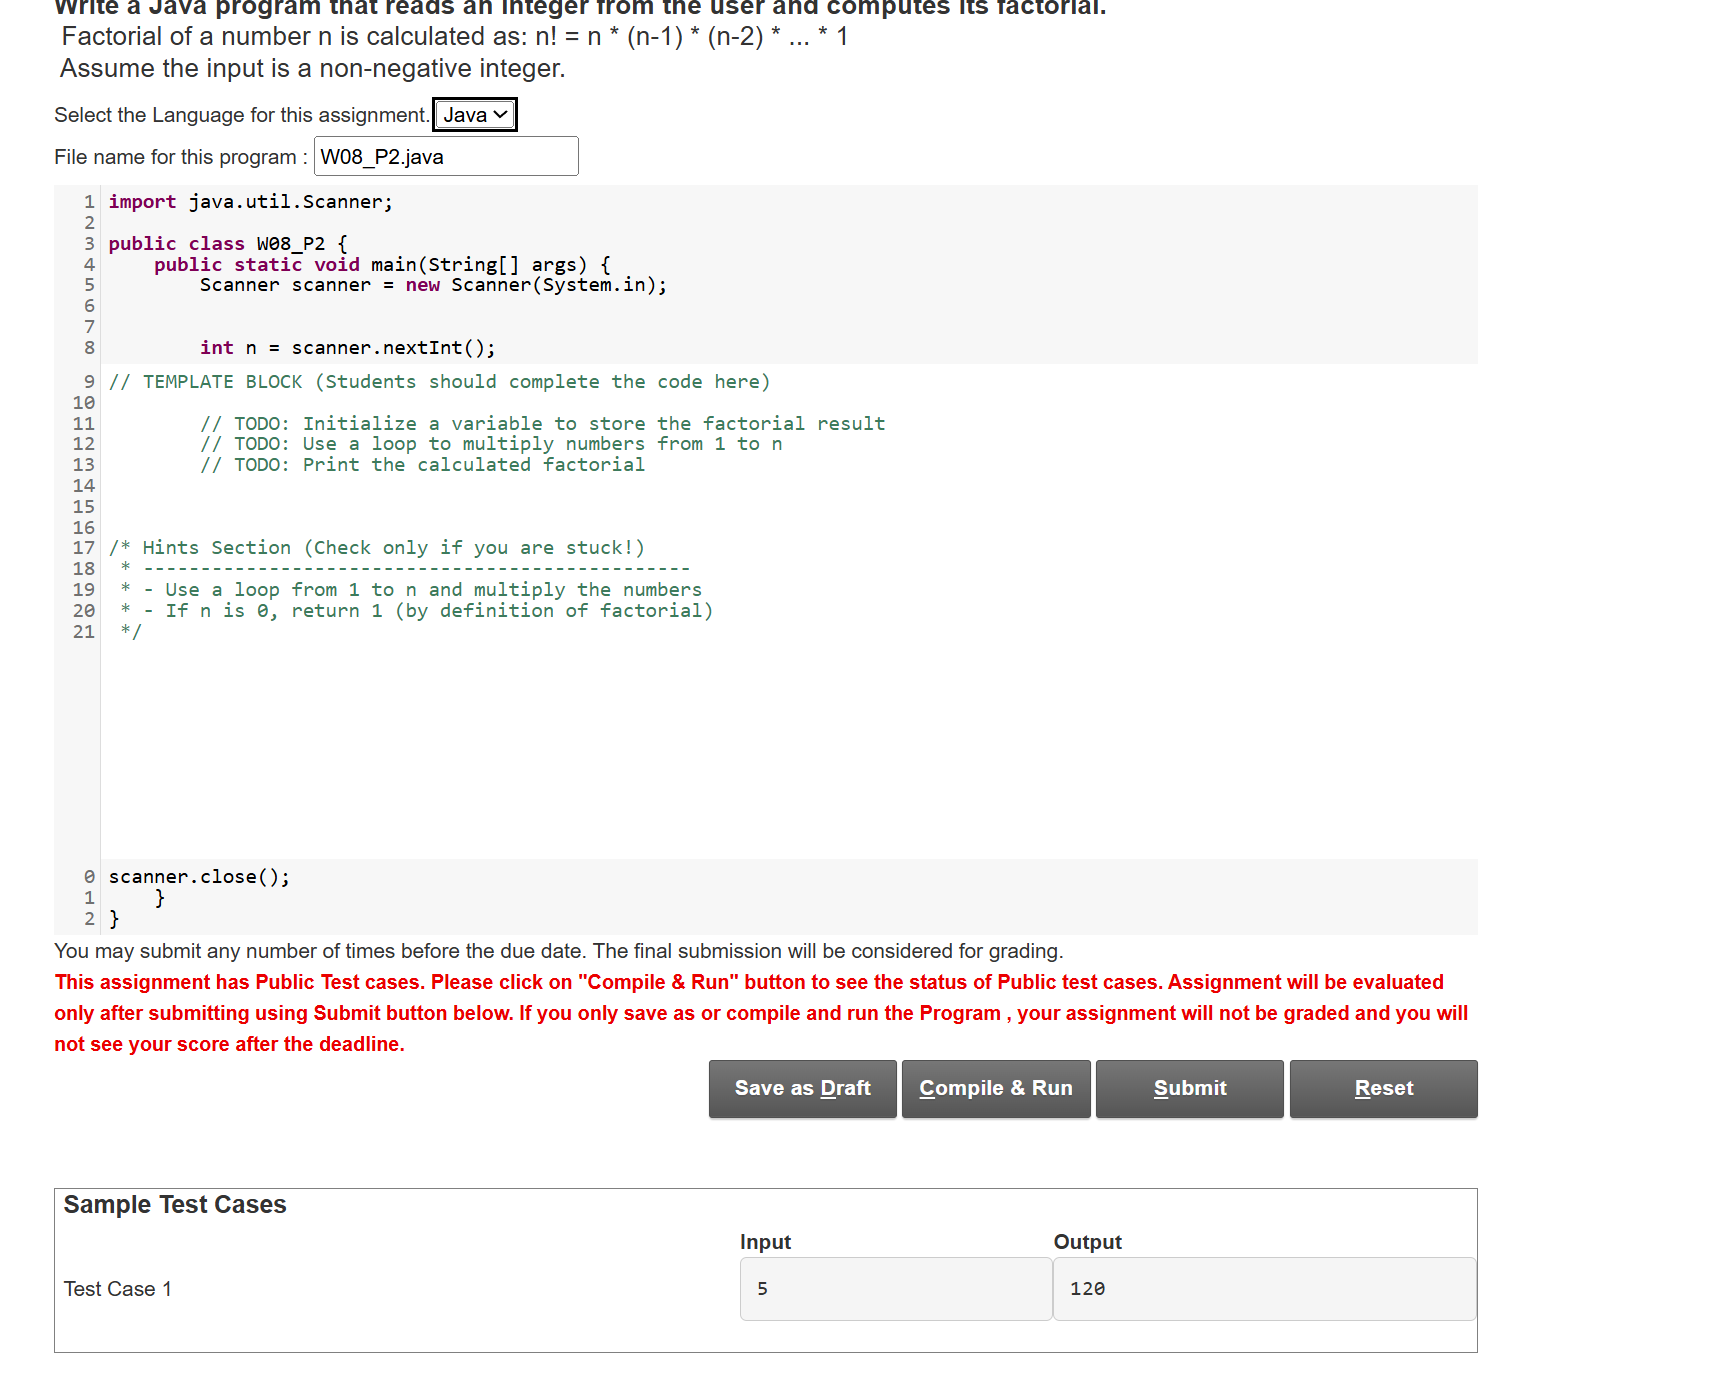 Write a Java program that reads an integer from the user and computes its factorial.
Factorial of a number n is calculated as: n! = n * (n-1) * (n-2) * ... * 1
Assume the input is a non-negative integer.
Select the Language for this assignment. Java
File name for this program : W08_P2.java
1 import java.util.Scanner;
2
3 public class W08_P2 {
4     public static void main(String[] args) {
5         Scanner scanner = new Scanner(System.in);
6
7
8         int n = scanner.nextInt();
9 // TEMPLATE BLOCK (Students should complete the code here)
10
11         // TODO: Initialize a variable to store the factorial result
12         // TODO: Use a loop to multiply numbers from 1 to n
13         // TODO: Print the calculated factorial
14
15
16
17 /* Hints Section (Check only if you are stuck!)
18  * ------------------------------------------------
19  * - Use a loop from 1 to n and multiply the numbers
20  * - If n is 0, return 1 (by definition of factorial)
21  */
0 scanner.close();
1     }
2 }
You may submit any number of times before the due date. The final submission will be considered for grading.
This assignment has Public Test cases. Please click on "Compile & Run" button to see the status of Public test cases. Assignment will be evaluated
only after submitting using Submit button below. If you only save as or compile and run the Program , your assignment will not be graded and you will
not see your score after the deadline.
Save as Draft Compile & Run Submit Reset
Sample Test Cases
Input Output
Test Case 1 5 120